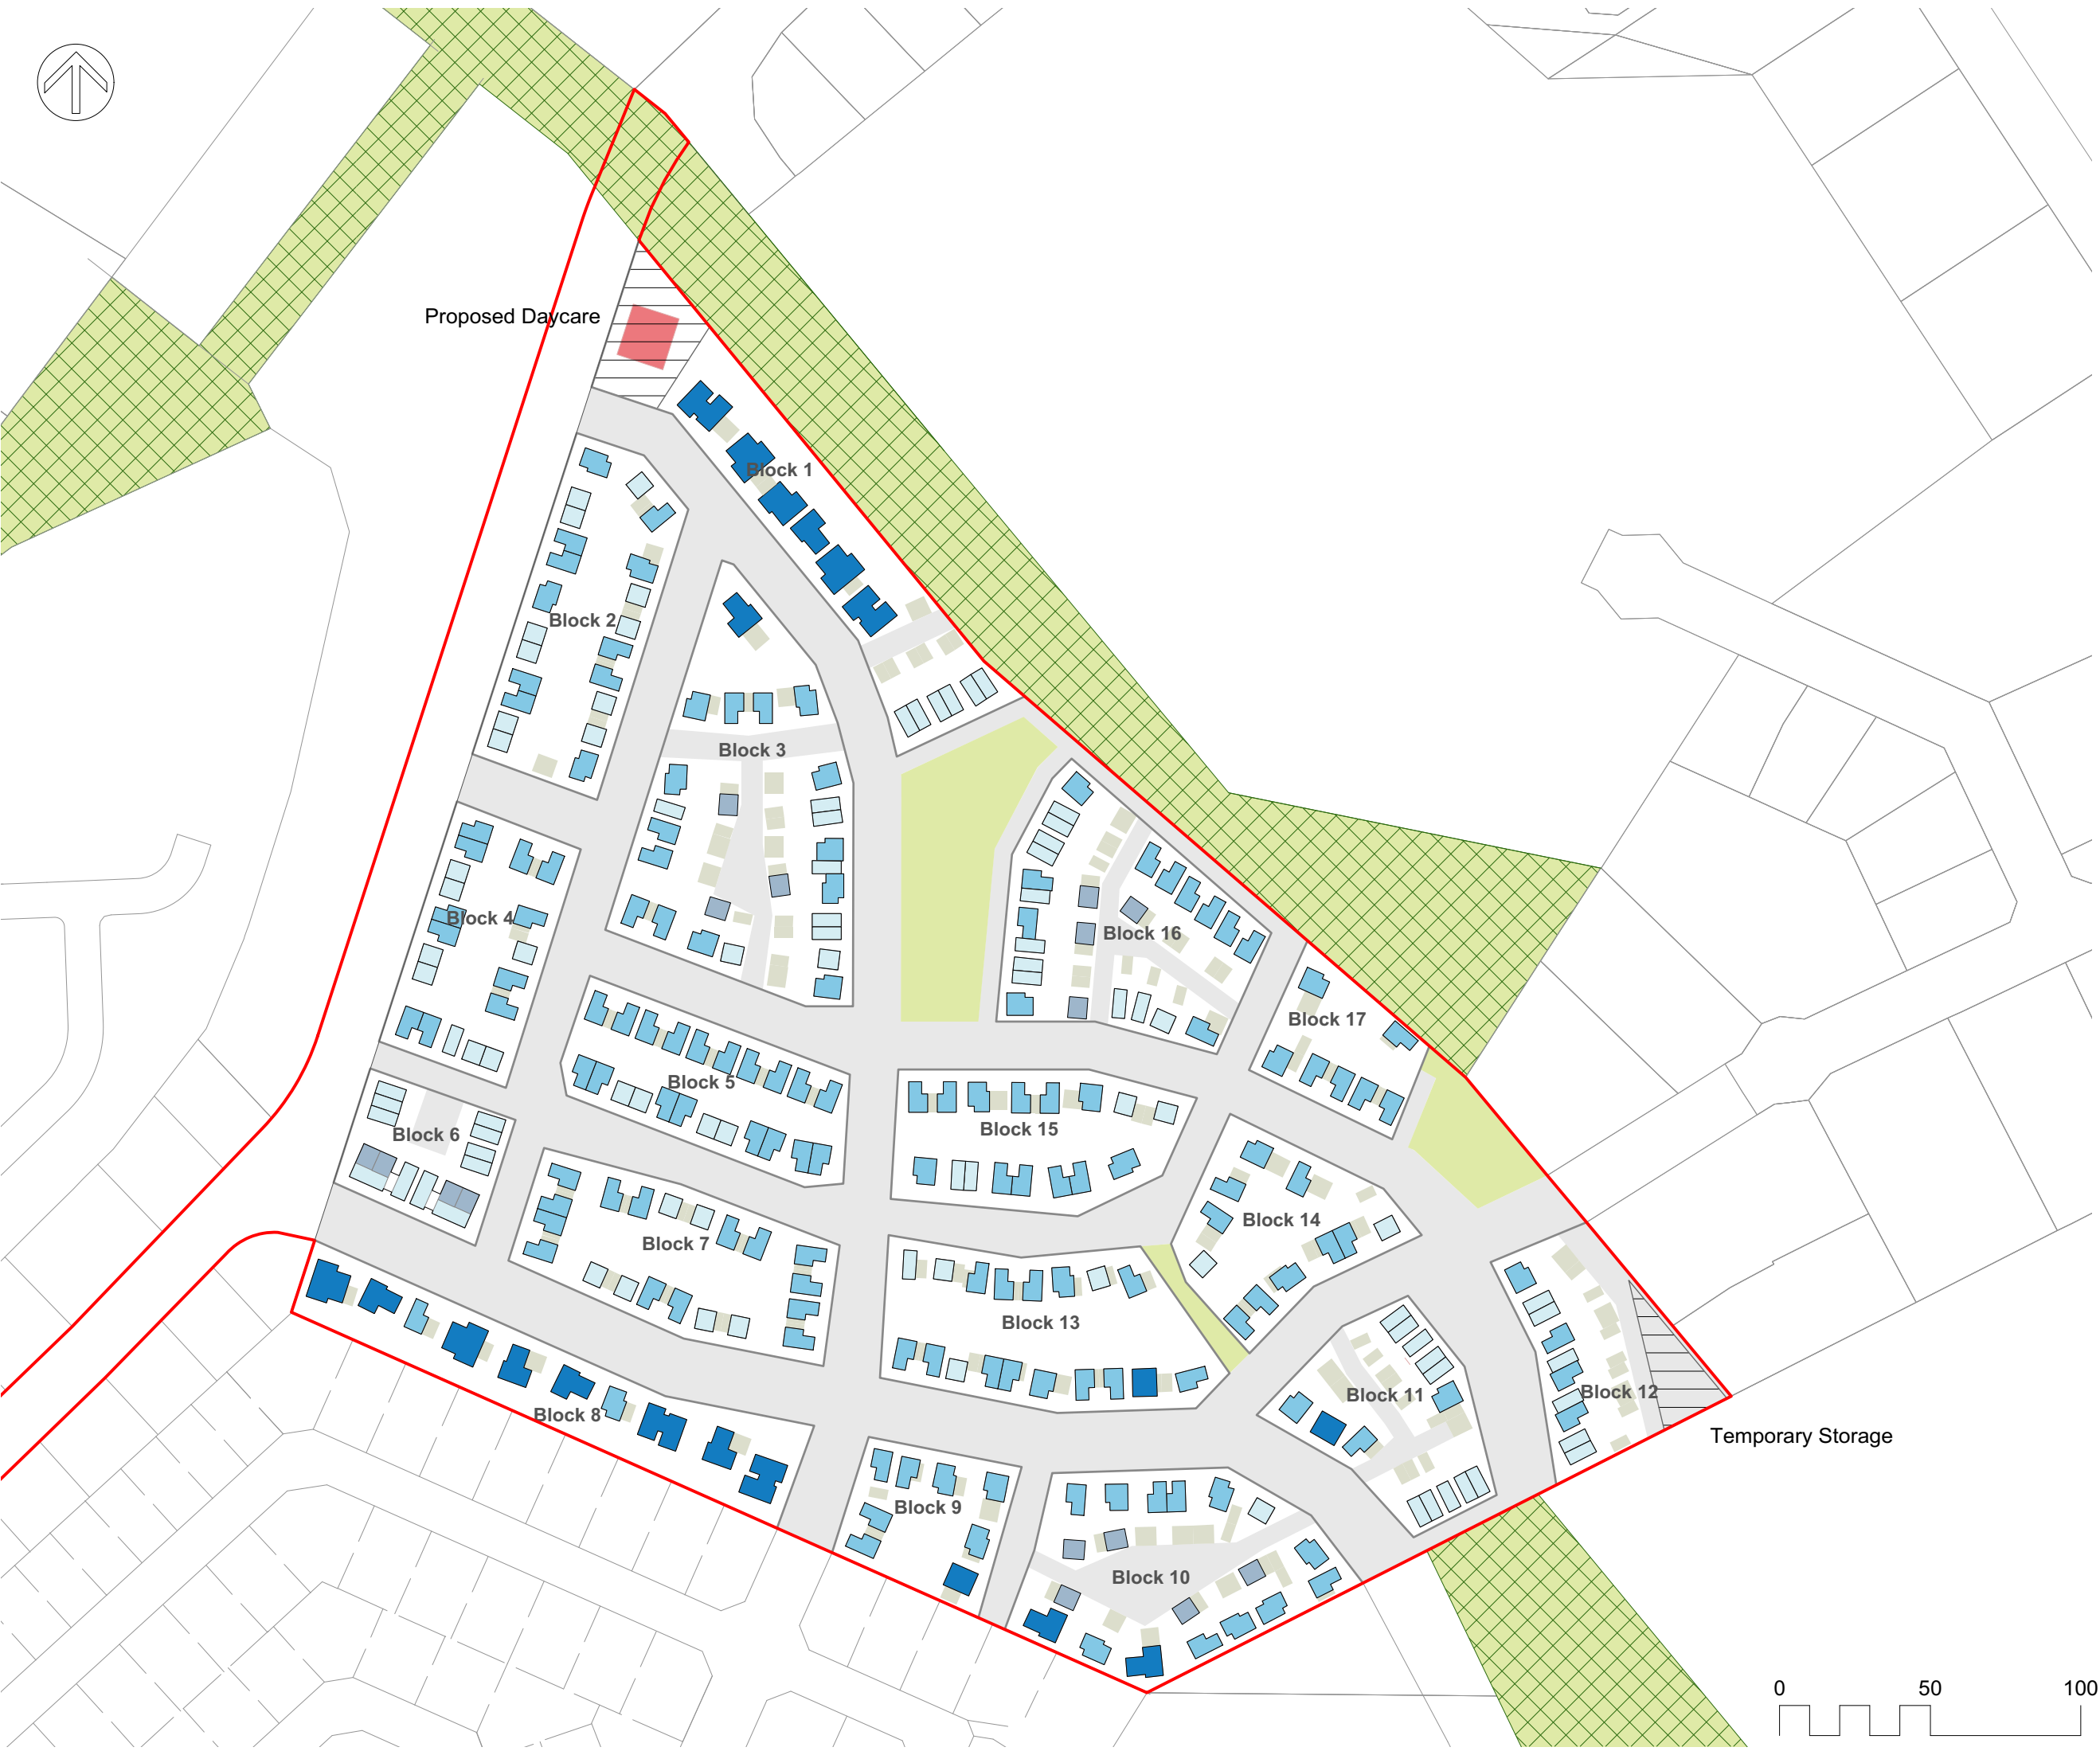 Proposed Daycare
Block 1
Block 2
Block 3
Block 4
Block 16
Block 17
Block 5
Block 15
Block 6
Block 14
Block 7
Block 13
Block 11
Block 12
Block 8
Temporary Storage
Block 9
Block 10
0 50 100